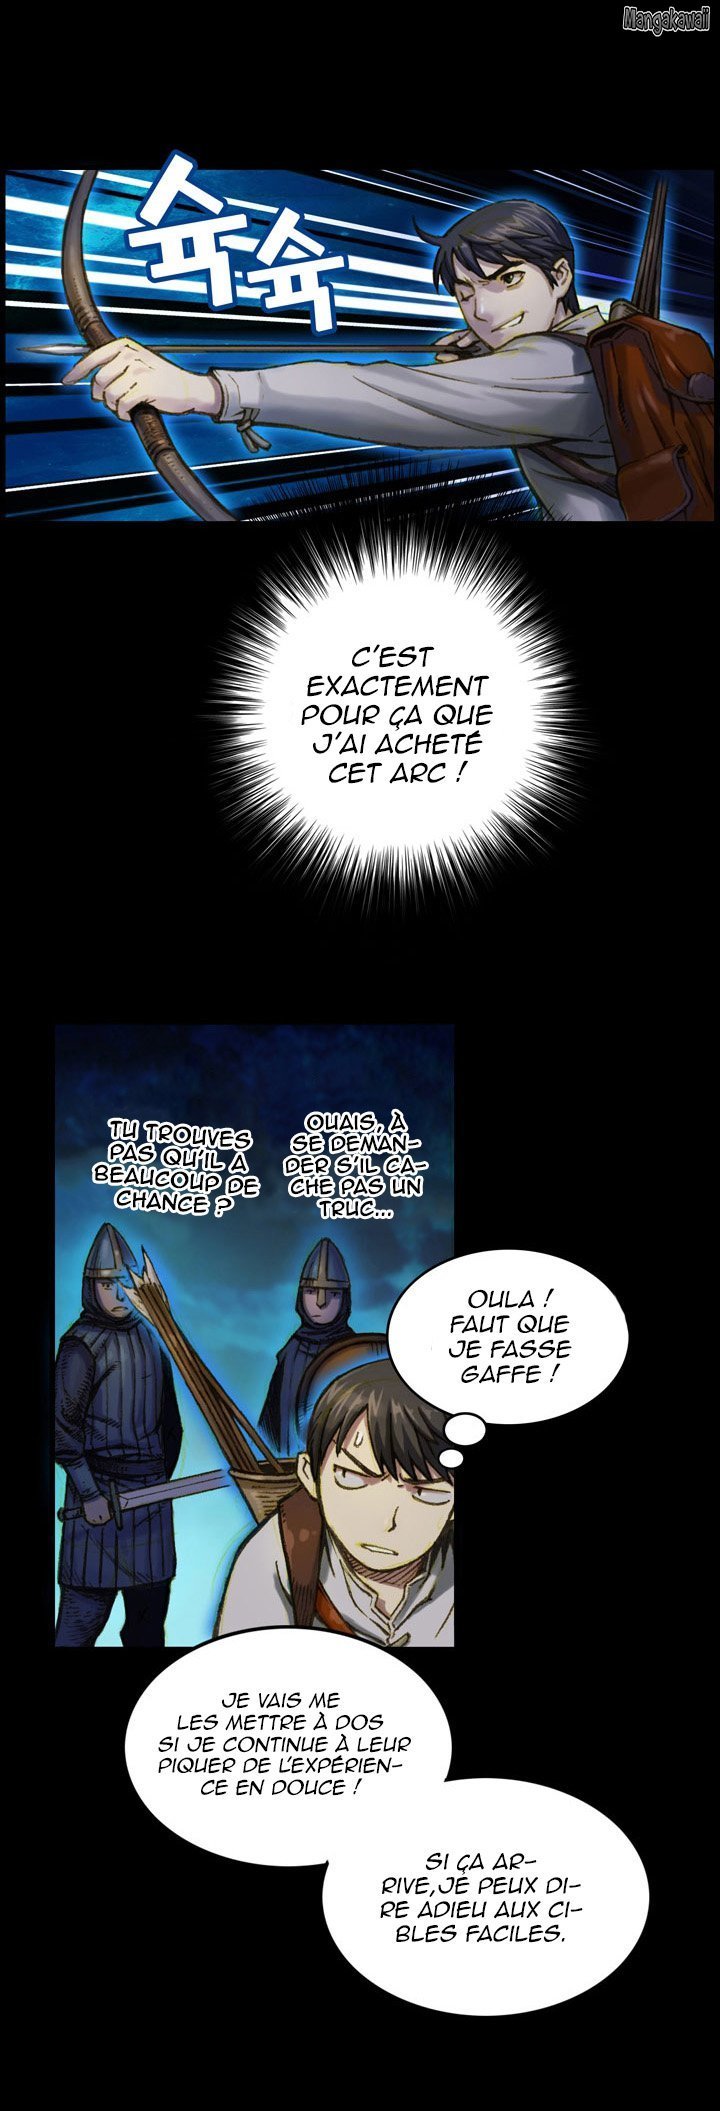 Mangakawaii
슉
슉
C'EST
EXACTEMENT
POUR ÇA QUE
J'AI ACHETÉ
CET ARC !
TU TROUVES
PAS QU'IL A
BEAUCOUP DE
CHANCE ?
OUAIS, À
SE DEMAN-
DER S'IL CA-
CHE PAS UN
TRUC...
OULA !
FAUT QUE
JE FASSE
GAFFE !
JE VAIS ME
LES METTRE À DOS
SI JE CONTINUE À LEUR
PIQUER DE L'EXPÉRIEN-
CE EN DOUCE !
SI ÇA AR-
RIVE,JE PEUX DI-
RE ADIEU AUX CI-
BLES FACILES.